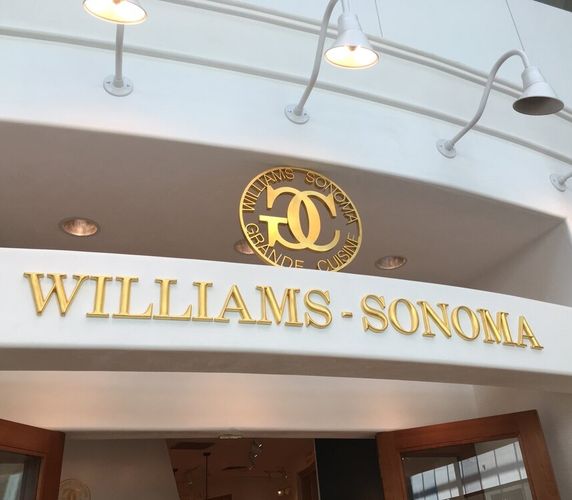 WILLIAMS SONOMA
GC
GRANDE CUISINE
WILLIAMS-SONOMA